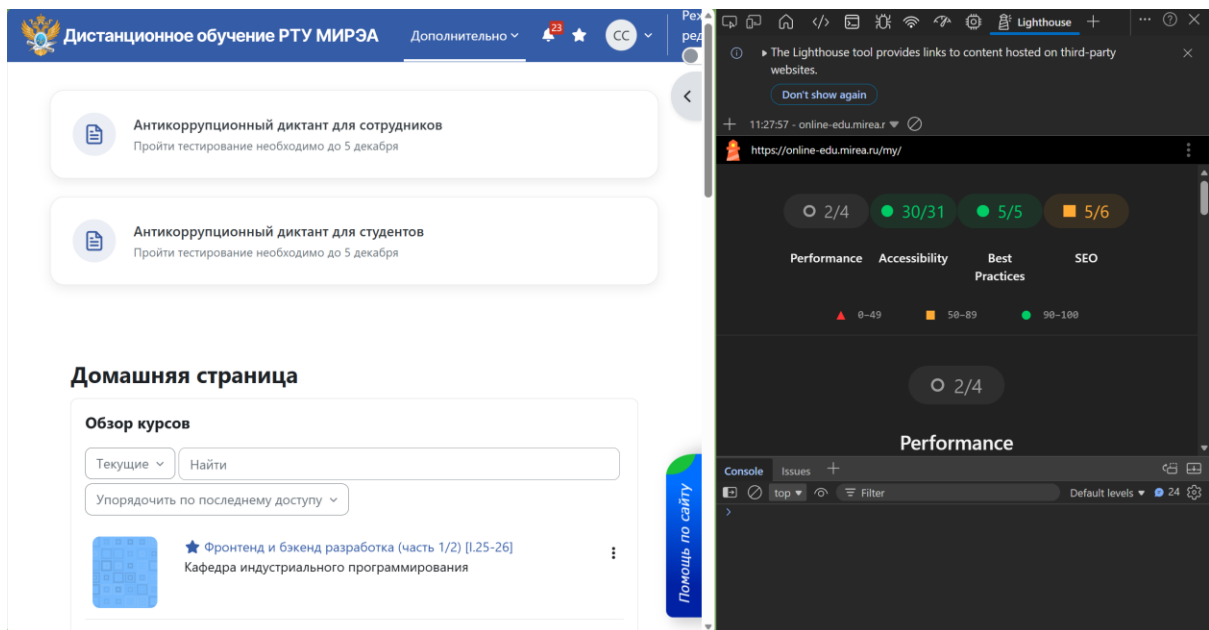 Дистанционное обучение РТУ МИРЭА
Дополнительно
23
СС
Реж
ред
Антикоррупционный диктант для сотрудников
Пройти тестирование необходимо до 5 декабря
Антикоррупционный диктант для студентов
Пройти тестирование необходимо до 5 декабря
Домашняя страница
Обзор курсов
Текущие
Найти
Упорядочить по последнему доступу
Фронтенд и бэкенд разработка (часть 1/2) [I.25-26]
Кафедра индустриального программирования
Помощь по сайту
Lighthouse
The Lighthouse tool provides links to content hosted on third-party
websites.
Don't show again
11:27:57 - online-edu.mirea.r
https://online-edu.mirea.ru/my/
2/4
30/31
5/5
5/6
Performance
Accessibility
Best
Practices
SEO
0–49
50–89
90–100
2/4
Performance
Console
Issues
top
Filter
Default levels
24